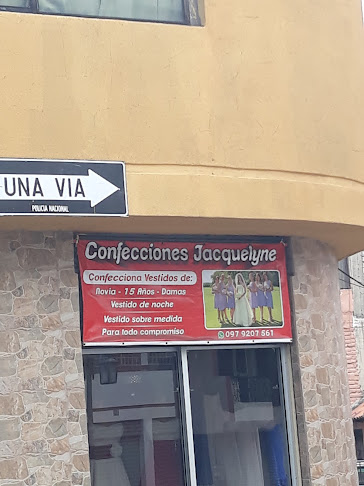 UNA VIA
POLICIA NACIONAL
Confecciones Jacquelyne
Confecciona Vestidos de:
Novia - 15 Años - Damas
Vestido de noche
Vestido sobre medida
Para todo compromiso
097 9207 561